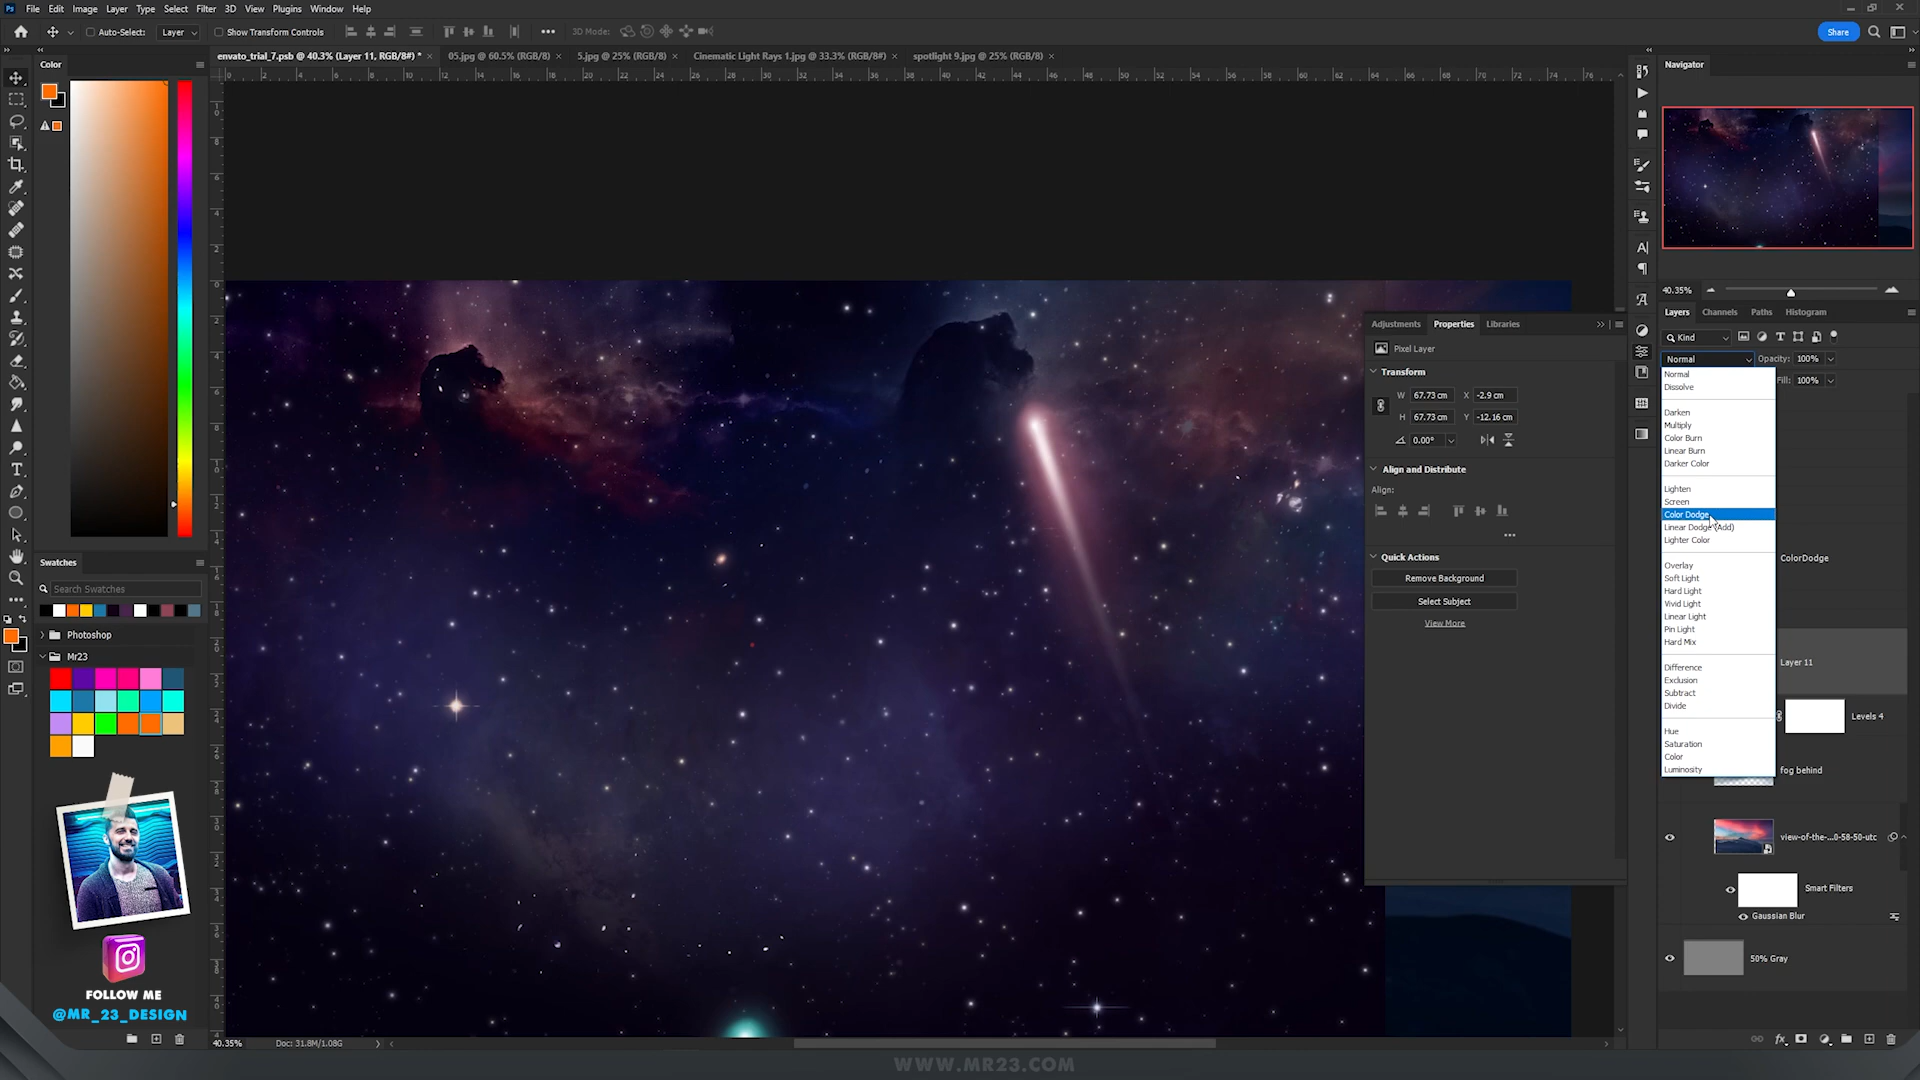 Ps File Edit Image Layer Type Select Filter 3D View Plugins Window Help
Auto-Select: Layer Show Transform Controls 3D Mode: Share
envato_trial_7.psb @ 40.3% (Layer 11, RGB/8#) * × 05.jpg @ 60.5% (RGB/8) × 5.jpg @ 25% (RGB/8) × Cinematic Light Rays 1.jpg @ 33.3% (RGB/8#) × spotlight 9.jpg @ 25% (RGB/8) ×
Color
Swatches
Search Swatches
Photoshop
Mr23
FOLLOW ME
@MR_23_DESIGN
Adjustments Properties Libraries
Pixel Layer
Transform
W 67.73 cm X -2.9 cm
H 67.73 cm Y -12.16 cm
0.00°
Align and Distribute
Align:
Quick Actions
Remove Background
Select Subject
View More
Navigator
40.35%
Layers Channels Paths Histogram
Kind
Normal Opacity: 100%
Fill: 100%
Normal
Dissolve
Darken
Multiply
Color Burn
Linear Burn
Darker Color
Lighten
Screen
Color Dodge
Linear Dodge (Add)
Lighter Color
Overlay
Soft Light
Hard Light
Vivid Light
Linear Light
Pin Light
Hard Mix
Difference
Exclusion
Subtract
Divide
Hue
Saturation
Color
Luminosity
ColorDodge
Layer 11
Levels 4
fog behind
view-of-the-...0-58-50-utc
Smart Filters
Gaussian Blur
50% Gray
40.35% Doc: 31.8M/1.08G
WWW.MR23.COM